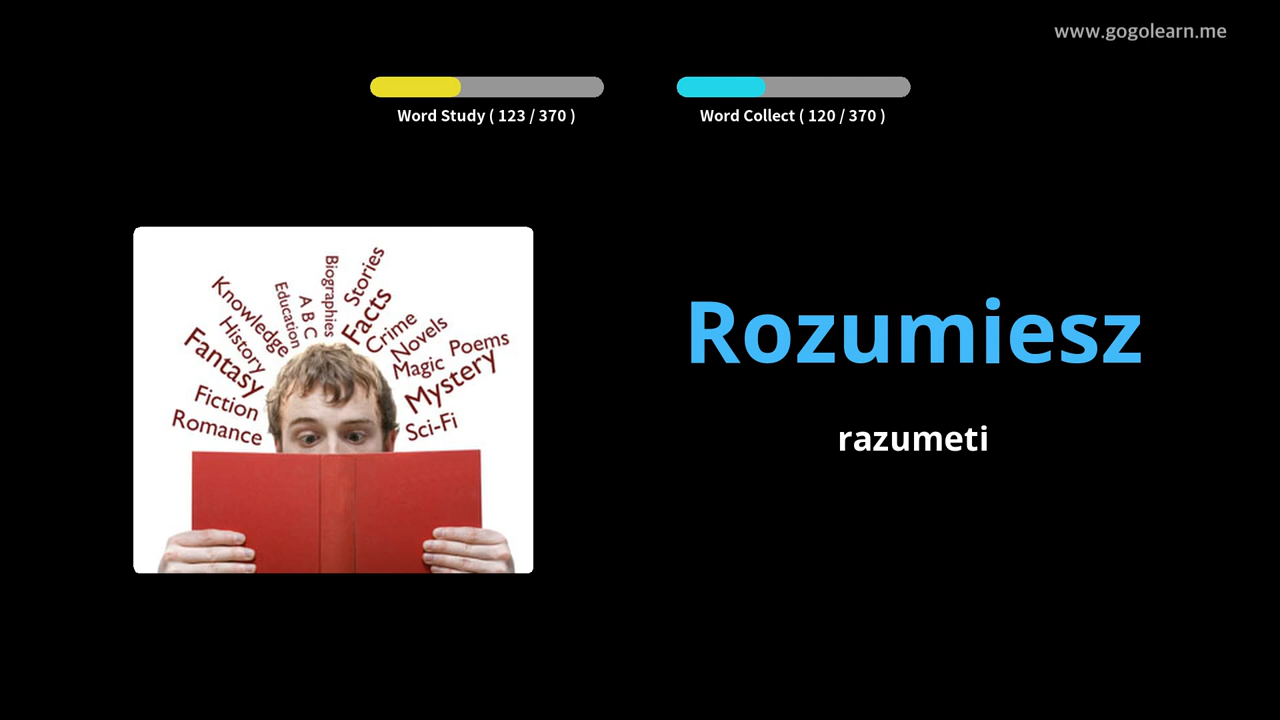 www.gogolearn.me
Word Study ( 123 / 370 )
Word Collect ( 120 / 370 )
Biographies
Stories
Education
A B C
Facts
Knowledge
Crime
History
Novels
Fantasy
Magic
Poems
Mystery
Fiction
Romance
Sci-Fi
Rozumiesz
razumeti